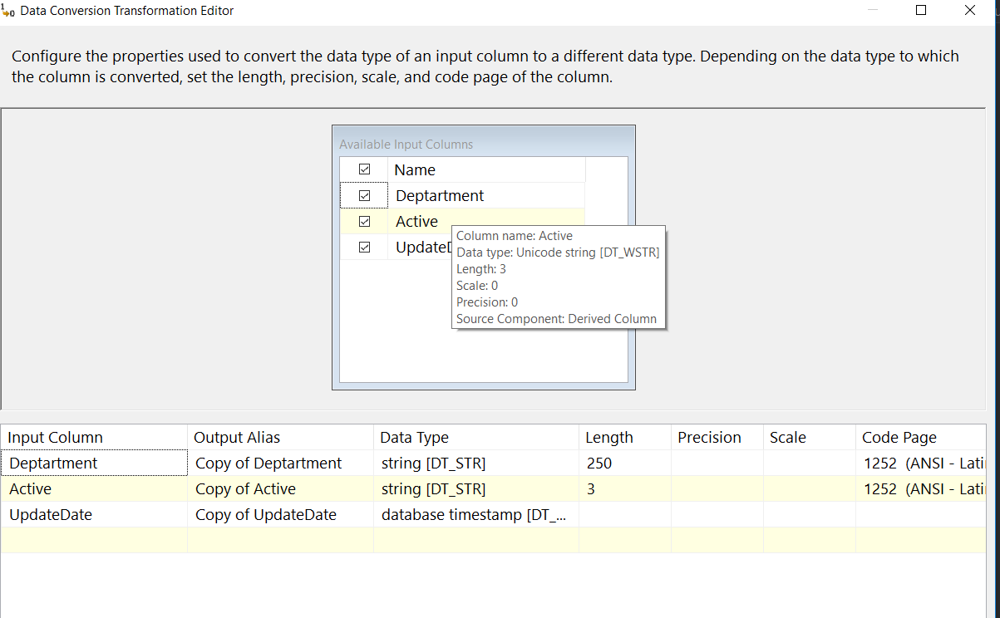 Data Conversion Transformation Editor
Configure the properties used to convert the data type of an input column to a different data type. Depending on the data type to which
the column is converted, set the length, precision, scale, and code page of the column.
Available Input Columns
Name
Deptartment
Active
UpdateD
Column name: Active
Data type: Unicode string [DT_WSTR]
Length: 3
Scale: 0
Precision: 0
Source Component: Derived Column
Input Column Output Alias Data Type Length Precision Scale Code Page
Deptartment Copy of Deptartment string [DT_STR] 250 1252 (ANSI - Lati
Active Copy of Active string [DT_STR] 3 1252 (ANSI - Lati
UpdateDate Copy of UpdateDate database timestamp [DT_...